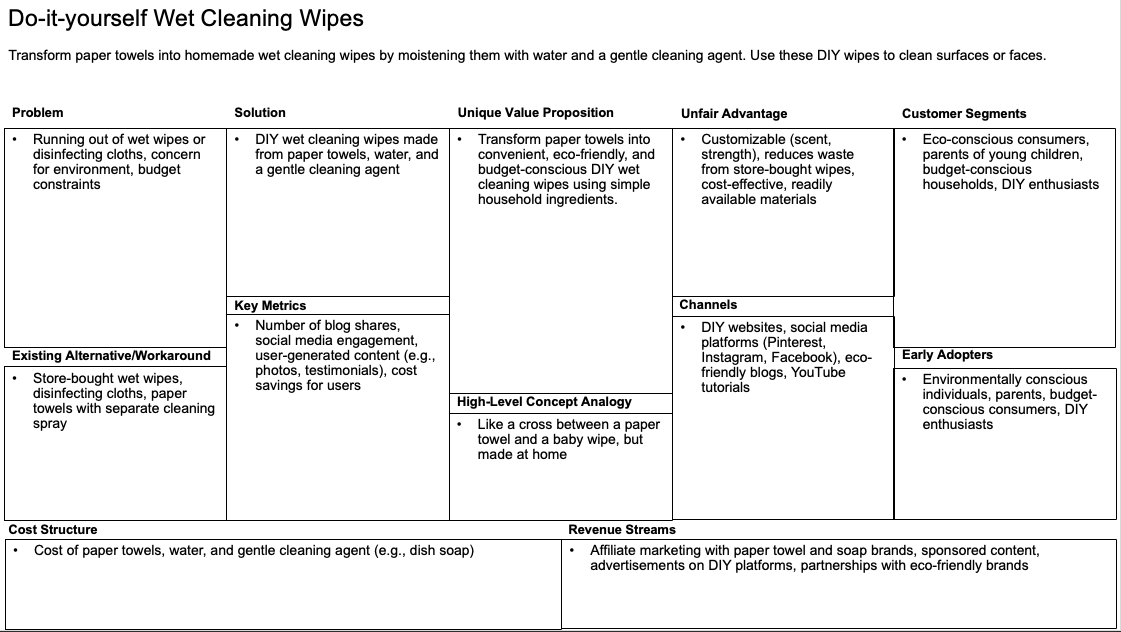 Do-it-yourself Wet Cleaning Wipes
Transform paper towels into homemade wet cleaning wipes by moistening them with water and a gentle cleaning agent. Use these DIY wipes to clean surfaces or faces.
Problem
• Running out of wet wipes or
disinfecting cloths, concern
for environment, budget
constraints
Existing Alternative/Workaround
• Store-bought wet wipes,
disinfecting cloths, paper
towels with separate cleaning
spray
Solution
• DIY wet cleaning wipes made
from paper towels, water, and
a gentle cleaning agent
Key Metrics
• Number of blog shares,
social media engagement,
user-generated content (e.g.,
photos, testimonials), cost
savings for users
Unique Value Proposition
• Transform paper towels into
convenient, eco-friendly, and
budget-conscious DIY wet
cleaning wipes using simple
household ingredients.
High-Level Concept Analogy
• Like a cross between a paper
towel and a baby wipe, but
made at home
Unfair Advantage
• Customizable (scent,
strength), reduces waste
from store-bought wipes,
cost-effective, readily
available materials
Channels
• DIY websites, social media
platforms (Pinterest,
Instagram, Facebook), eco-
friendly blogs, YouTube
tutorials
Customer Segments
• Eco-conscious consumers,
parents of young children,
budget-conscious
households, DIY enthusiasts
Early Adopters
• Environmentally conscious
individuals, parents, budget-
conscious consumers, DIY
enthusiasts
Cost Structure
• Cost of paper towels, water, and gentle cleaning agent (e.g., dish soap)
Revenue Streams
• Affiliate marketing with paper towel and soap brands, sponsored content,
advertisements on DIY platforms, partnerships with eco-friendly brands